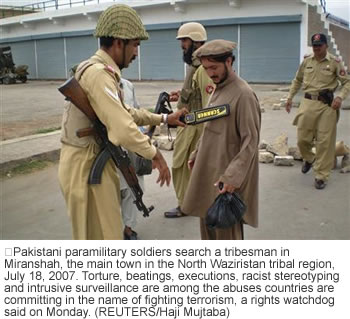 □Pakistani paramilitary soldiers search a tribesman in
Miranshah, the main town in the North Waziristan tribal region,
July 18, 2007. Torture, beatings, executions, racist stereotyping
and intrusive surveillance are among the abuses countries are
committing in the name of fighting terrorism, a rights watchdog
said on Monday. (REUTERS/Haji Mujtaba)